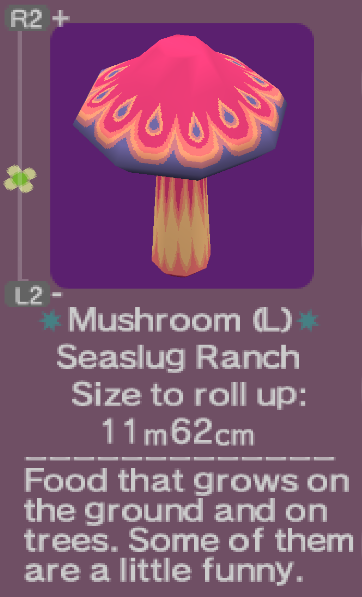 R2 +
L2 -
Mushroom (L)
Seaslug Ranch
Size to roll up:
11m62cm
Food that grows on
the ground and on
trees. Some of them
are a little funny.